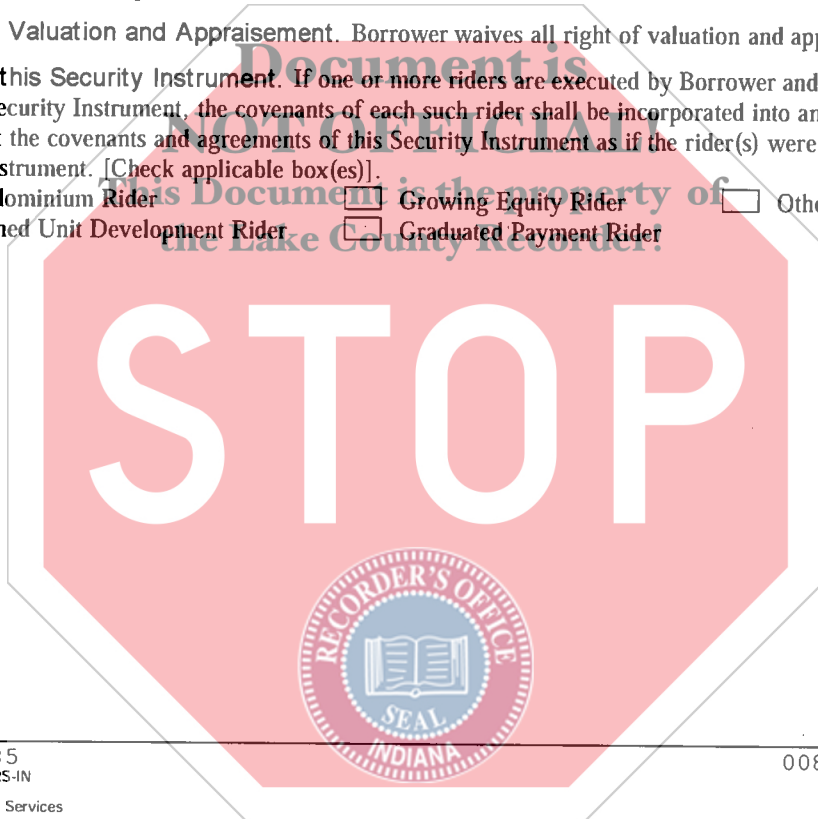 Valuation and Appraisement. Borrower waives all right of valuation and app
Document is
this Security Instrument. If one or more riders are executed by Borrower and
ecurity Instrument, the covenants of each such rider shall be incorporated into an
NOT OFFICIAL!
the covenants and agreements of this Security Instrument as if the rider(s) were
strument. [Check applicable box(es)].
This Document is the property of
lominium Rider Growing Equity Rider Othe
ned Unit Development Rider Graduated Payment Rider
the Lake County Recorder!
STOP
RECORDER'S OFFICE
SEAL
INDIANA
5 008
S-IN
Services